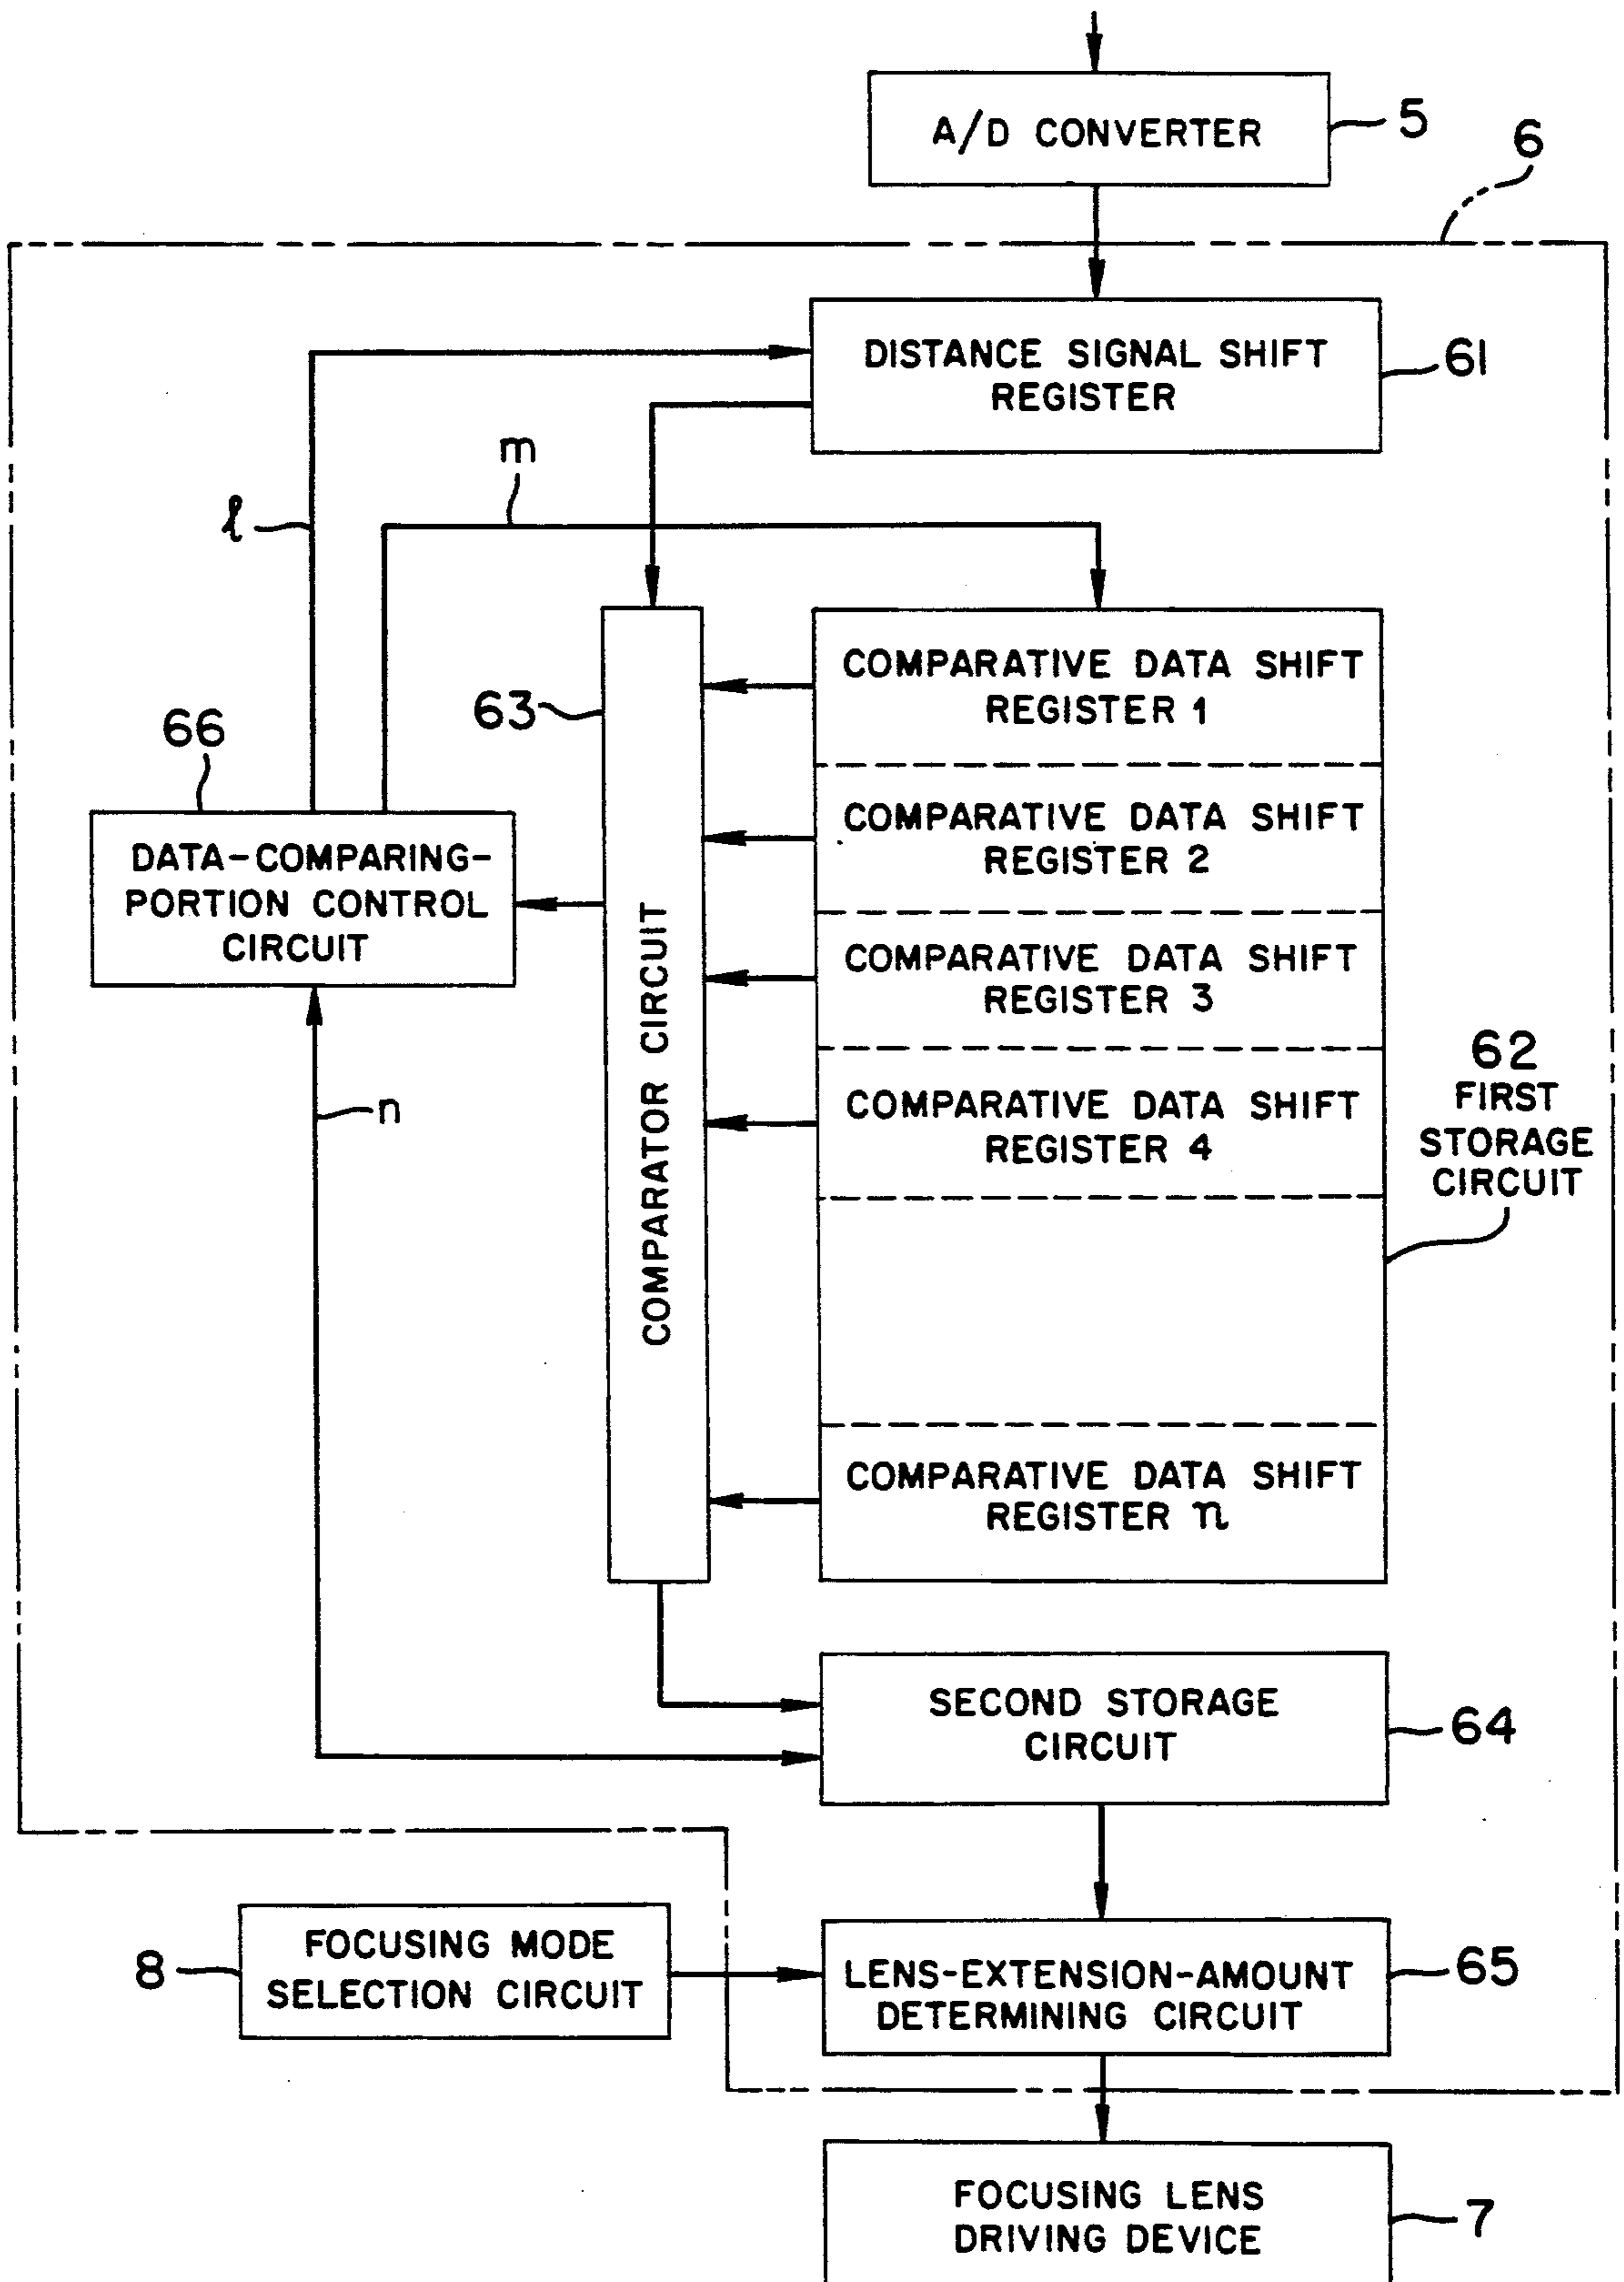 A/D CONVERTER
5
6
DISTANCE SIGNAL SHIFT
REGISTER
61
m
ℓ
COMPARATIVE DATA SHIFT
REGISTER 1
63
66
COMPARATIVE DATA SHIFT
REGISTER 2
DATA-COMPARING-
PORTION CONTROL
CIRCUIT
COMPARATOR CIRCUIT
COMPARATIVE DATA SHIFT
REGISTER 3
62
FIRST
STORAGE
CIRCUIT
n
COMPARATIVE DATA SHIFT
REGISTER 4
COMPARATIVE DATA SHIFT
REGISTER n
SECOND STORAGE
CIRCUIT
64
FOCUSING MODE
SELECTION CIRCUIT
8
LENS-EXTENSION-AMOUNT
DETERMINING CIRCUIT
65
FOCUSING LENS
DRIVING DEVICE
7